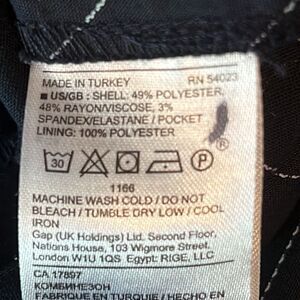 MADE IN TURKEY RN 54023
■ US/GB : SHELL: 49% POLYESTER,
48% RAYON/VISCOSE, 3%
SPANDEX/ELASTANE / POCKET
LINING: 100% POLYESTER
30 P ®
1166
MACHINE WASH COLD / DO NOT
BLEACH / TUMBLE DRY LOW / COOL
IRON
Gap (UK Holdings) Ltd. Second Floor,
Nations House, 103 Wigmore Street,
London W1U 1QS Egypt: RIGE, LLC
CA 17897
КОМБИНЕЗОН
FABRIQUÉ EN TURQUIE / HECHO EN